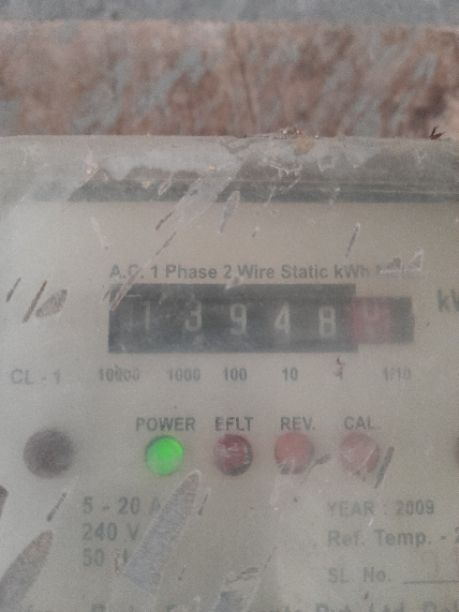 A.C. 1 Phase 2 Wire Static kWh
1 3 9 4 8
CL - 1 10000 1000 100 10 1 1/10
POWER EFLT REV. CAL.
5 - 20 A
YEAR : 2009
240 V
Ref. Temp. -
50
SL. No.